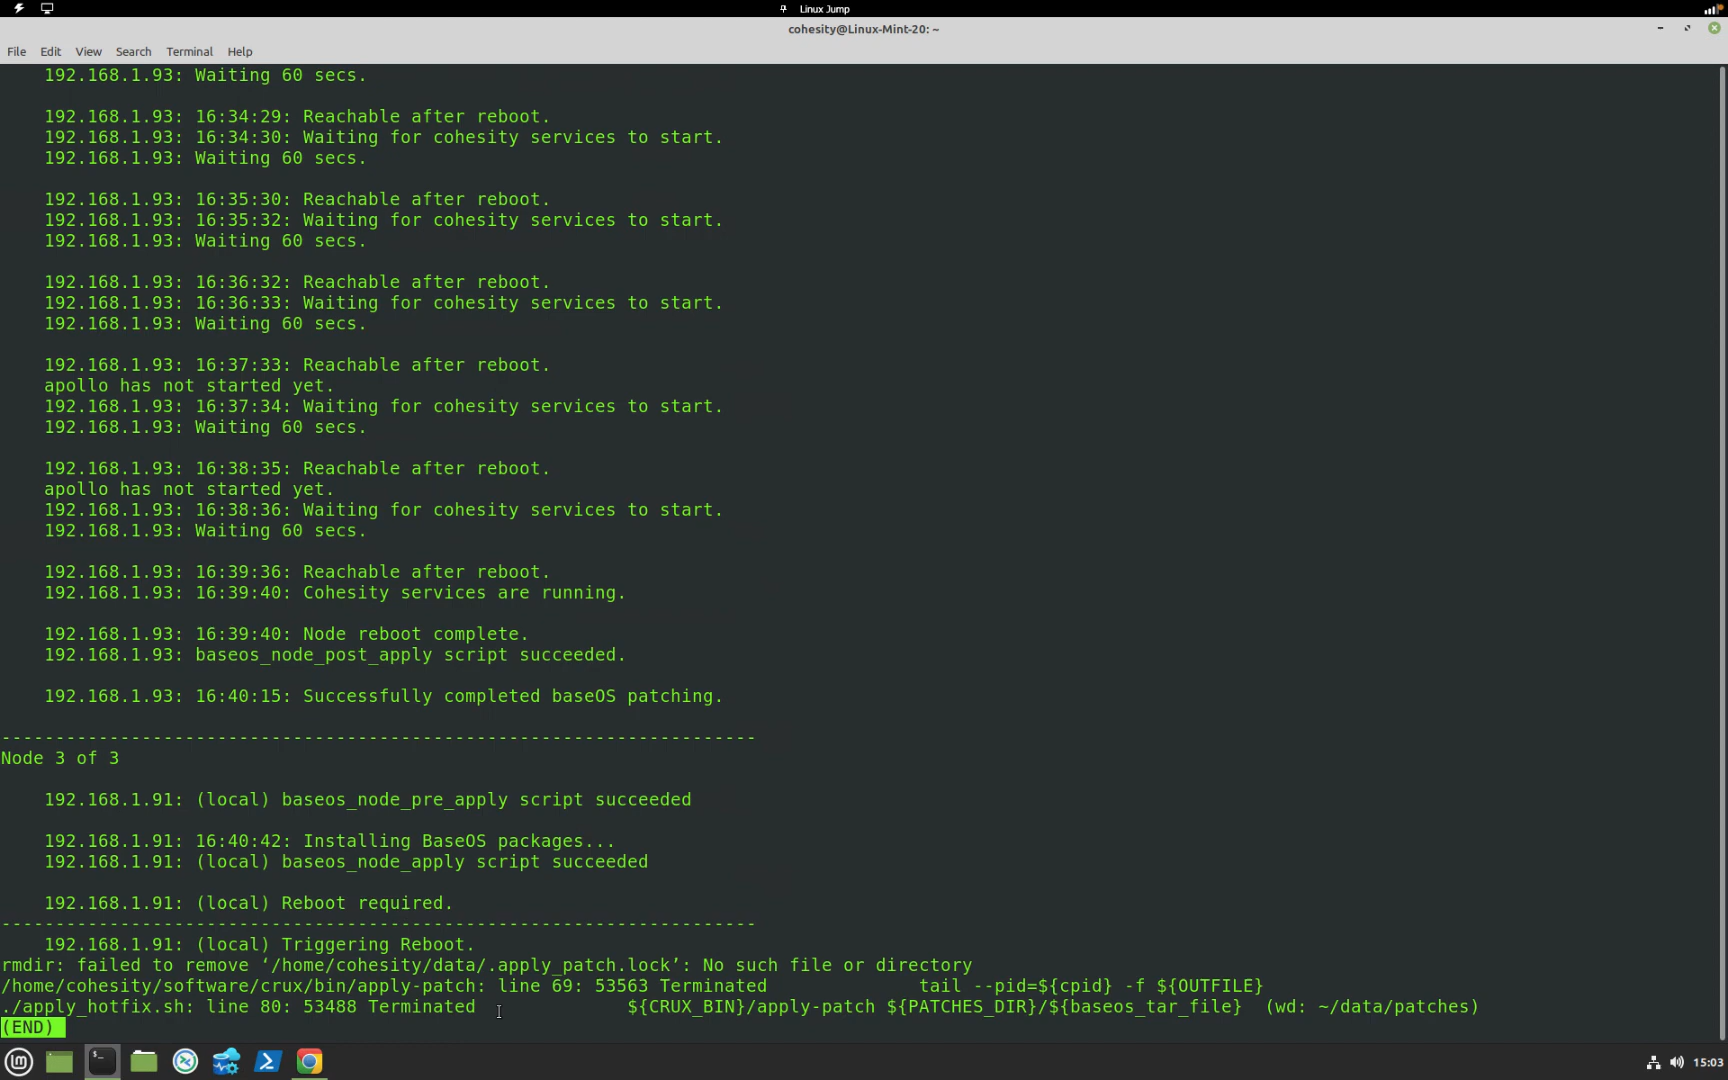 Linux Jump
cohesity@Linux-Mint-20: ~
File Edit View Search Terminal Help
192.168.1.93: Waiting 60 secs.
192.168.1.93: 16:34:29: Reachable after reboot.
192.168.1.93: 16:34:30: Waiting for cohesity services to start.
192.168.1.93: Waiting 60 secs.
192.168.1.93: 16:35:30: Reachable after reboot.
192.168.1.93: 16:35:32: Waiting for cohesity services to start.
192.168.1.93: Waiting 60 secs.
192.168.1.93: 16:36:32: Reachable after reboot.
192.168.1.93: 16:36:33: Waiting for cohesity services to start.
192.168.1.93: Waiting 60 secs.
192.168.1.93: 16:37:33: Reachable after reboot.
apollo has not started yet.
192.168.1.93: 16:37:34: Waiting for cohesity services to start.
192.168.1.93: Waiting 60 secs.
192.168.1.93: 16:38:35: Reachable after reboot.
apollo has not started yet.
192.168.1.93: 16:38:36: Waiting for cohesity services to start.
192.168.1.93: Waiting 60 secs.
192.168.1.93: 16:39:36: Reachable after reboot.
192.168.1.93: 16:39:40: Cohesity services are running.
192.168.1.93: 16:39:40: Node reboot complete.
192.168.1.93: baseos_node_post_apply script succeeded.
192.168.1.93: 16:40:15: Successfully completed baseOS patching.
----------------------------------------------------------------------
Node 3 of 3
192.168.1.91: (local) baseos_node_pre_apply script succeeded
192.168.1.91: 16:40:42: Installing BaseOS packages...
192.168.1.91: (local) baseos_node_apply script succeeded
192.168.1.91: (local) Reboot required.
----------------------------------------------------------------------
192.168.1.91: (local) Triggering Reboot.
rmdir: failed to remove ‘/home/cohesity/data/.apply_patch.lock’: No such file or directory
/home/cohesity/software/crux/bin/apply-patch: line 69: 53563 Terminated              tail --pid=${cpid} -f ${OUTFILE}
./apply_hotfix.sh: line 80: 53488 Terminated              ${CRUX_BIN}/apply-patch ${PATCHES_DIR}/${baseos_tar_file}  (wd: ~/data/patches)
(END)
15:03